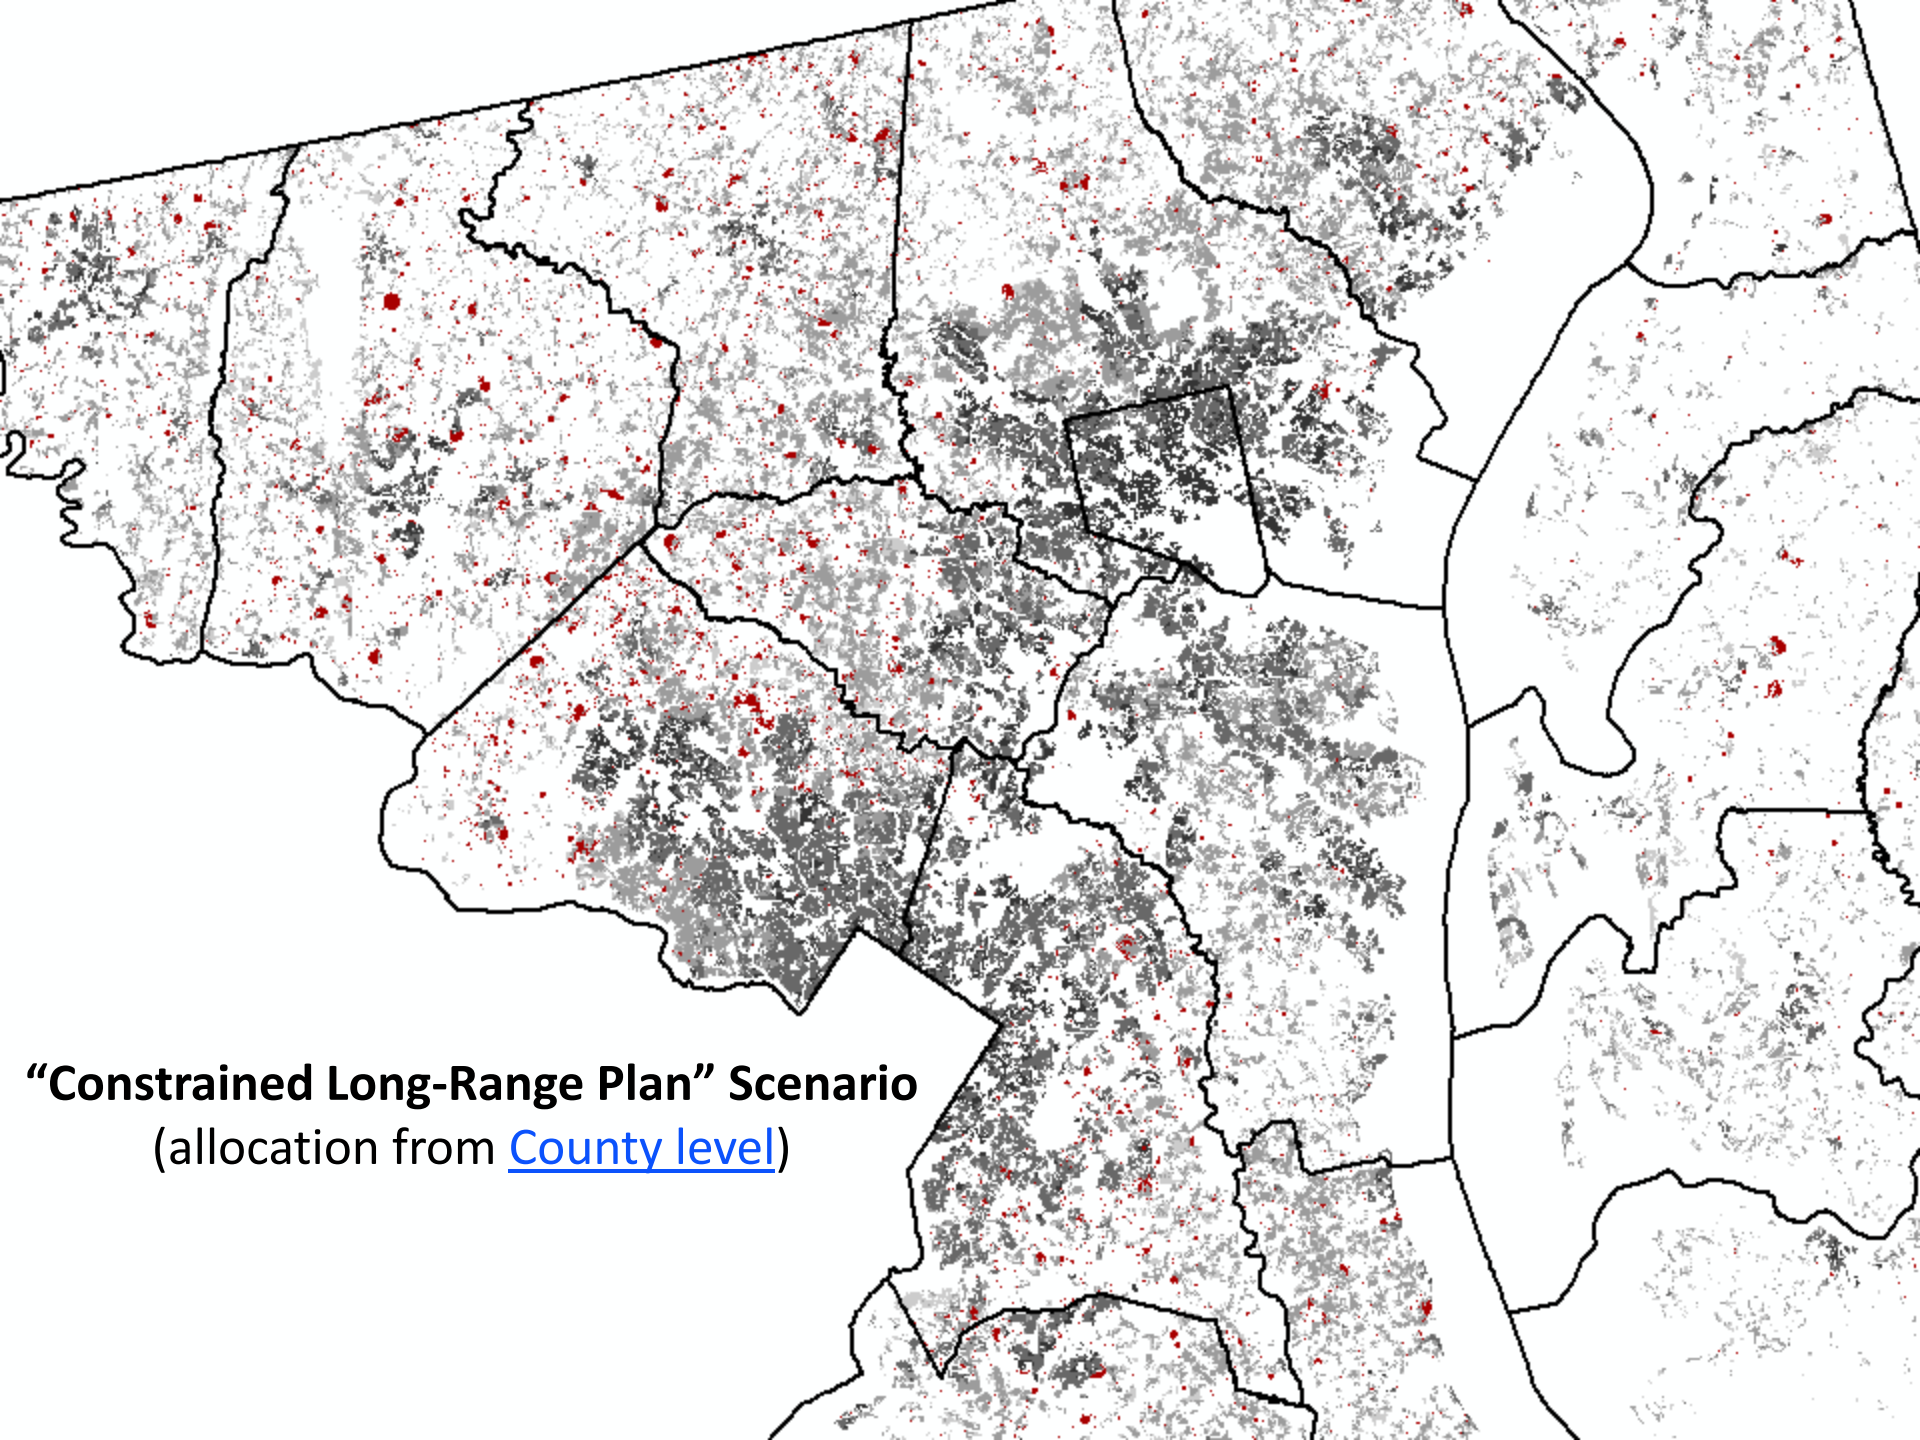 “Constrained Long-Range Plan” Scenario
(allocation from County level)